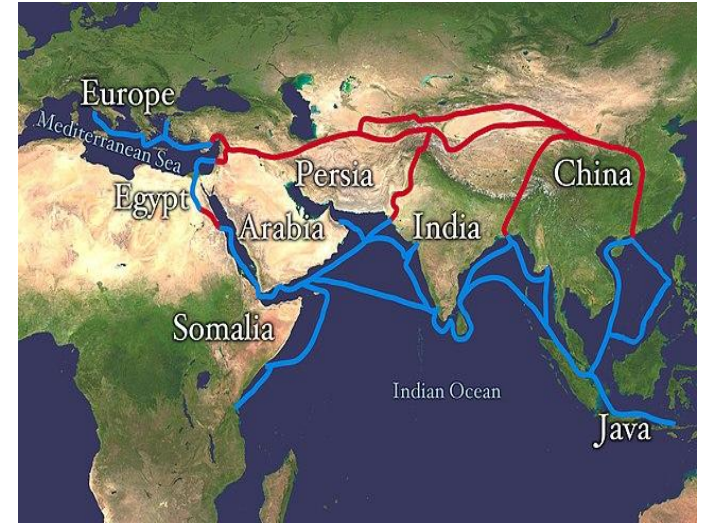 Europe
Mediterranean Sea
Egypt
Arabia
Persia
India
China
Somalia
Indian Ocean
Java